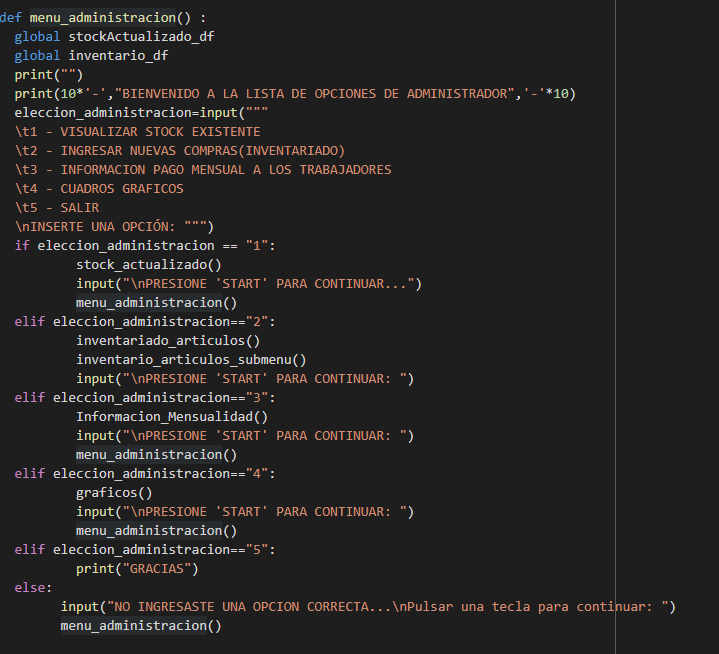 def menu_administracion() :
  global stockActualizado_df
  global inventario_df
  print("")
  print(10*'-',"BIENVENIDO A LA LISTA DE OPCIONES DE ADMINISTRADOR",'-'*10)
  eleccion_administracion=input("""
  \t1 - VISUALIZAR STOCK EXISTENTE
  \t2 - INGRESAR NUEVAS COMPRAS(INVENTARIADO)
  \t3 - INFORMACION PAGO MENSUAL A LOS TRABAJADORES
  \t4 - CUADROS GRAFICOS
  \t5 - SALIR
  \nINSERTE UNA OPCIÓN: """)
  if eleccion_administracion == "1":
          stock_actualizado()
          input("\nPRESIONE 'START' PARA CONTINUAR...")
          menu_administracion()
  elif eleccion_administracion=="2":
          inventariado_articulos()
          inventario_articulos_submenu()
          input("\nPRESIONE 'START' PARA CONTINUAR: ")
  elif eleccion_administracion=="3":
          Informacion_Mensualidad()
          input("\nPRESIONE 'START' PARA CONTINUAR: ")
          menu_administracion()
  elif eleccion_administracion=="4":
          graficos()
          input("\nPRESIONE 'START' PARA CONTINUAR: ")
          menu_administracion()
  elif eleccion_administracion=="5":
          print("GRACIAS")
  else:
        input("NO INGRESASTE UNA OPCION CORRECTA...\nPulsar una tecla para continuar: ")
        menu_administracion()